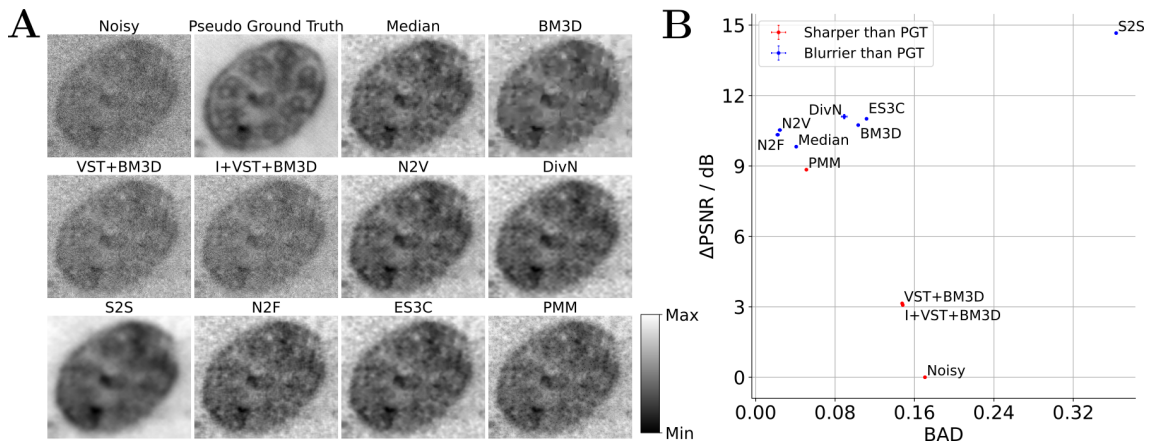 A
Noisy
Pseudo Ground Truth
Median
BM3D
VST+BM3D
I+VST+BM3D
N2V
DivN
S2S
N2F
ES3C
PMM
Max
Min
B
Sharper than PGT
Blurrier than PGT
S2S
DivN
ES3C
N2V
BM3D
N2F
Median
PMM
VST+BM3D
I+VST+BM3D
Noisy
15
12
9
6
3
0
ΔPSNR / dB
0.00
0.08
0.16
0.24
0.32
BAD